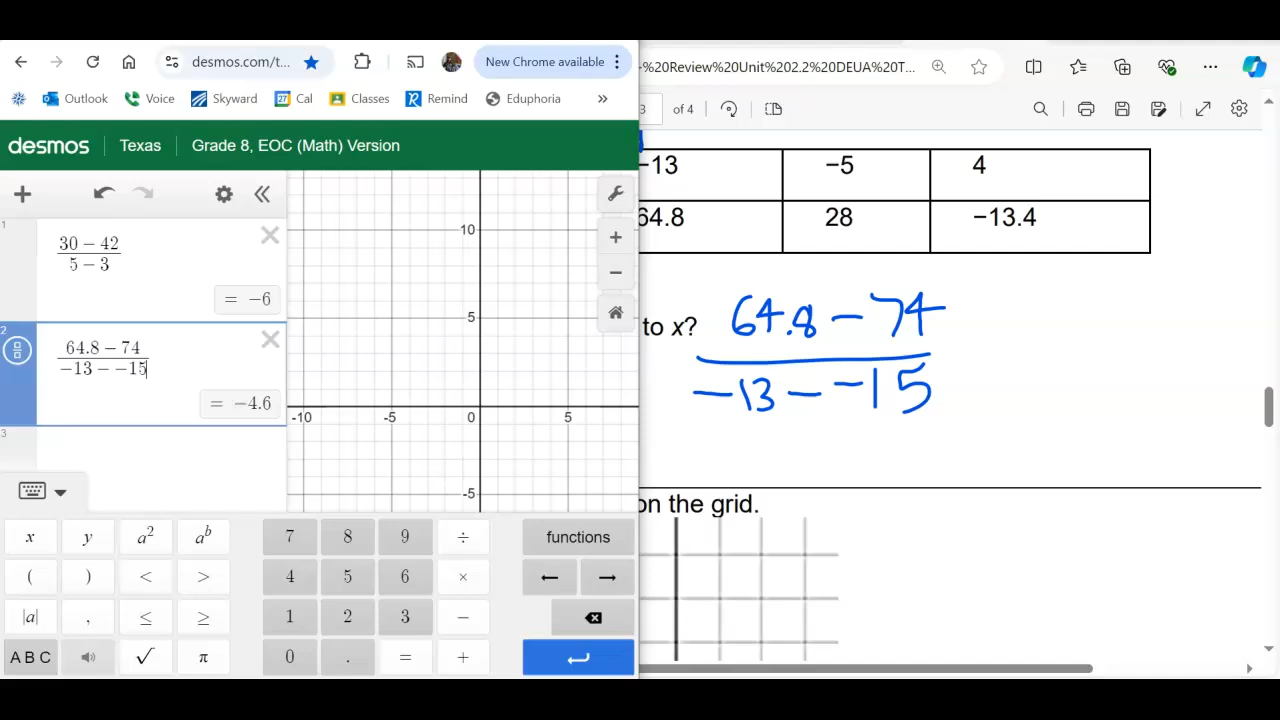 desmos.com/t...
New Chrome available
-%20Review%20Unit%202.2%20DEUA%20T...
Outlook
Voice
Skyward
27
Cal
Classes
Remind
Eduphoria
»
3 of 4
desmos
Texas
Grade 8, EOC (Math) Version
−13 −5 4
64.8 28 −13.4
1
30 − 42
5 − 3
= −6
2
64.8 − 74
−13 − −15
= −4.6
3
10
5
-10 -5 0 5
-5
to x?
64.8 − 74
−13 − −15
on the grid.
x y a² aᵇ 7 8 9 ÷ functions
( ) < > 4 5 6 × ← →
|a| , ≤ ≥ 1 2 3 −
A B C √ π 0 . = +